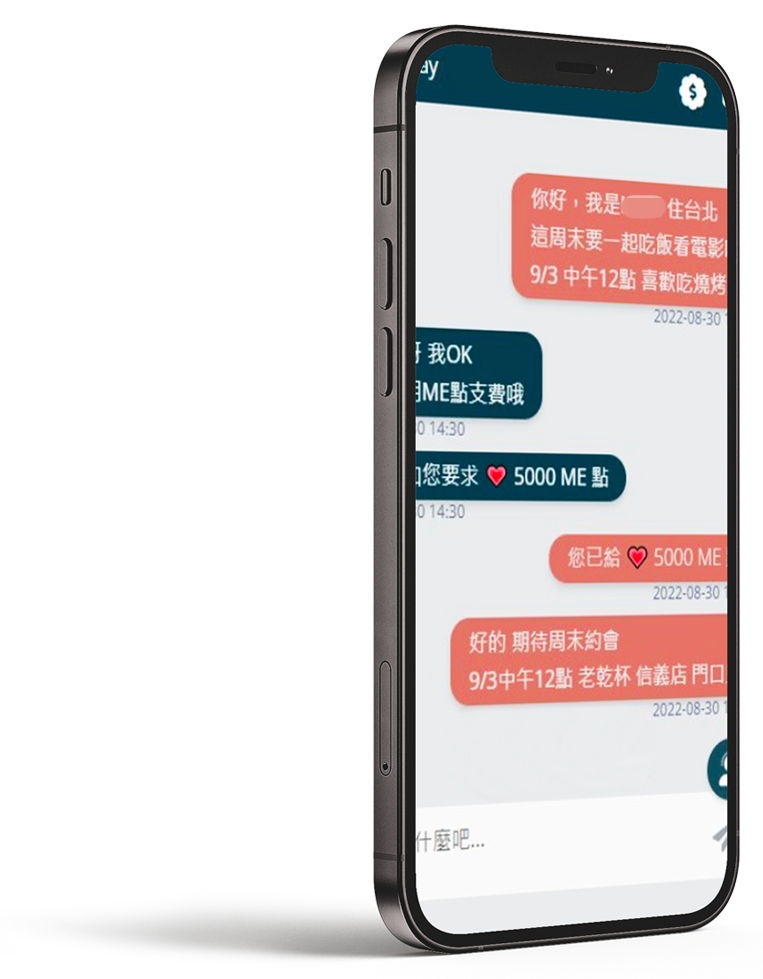 ay
$
你好，我是 住台北
這周末要一起吃飯看電影
9/3 中午12點 喜歡吃燒烤
2022-08-30
我OK
ME點支費哦
0 14:30
您要求 ❤ 5000 ME 點
0 14:30
您已給 ❤ 5000 ME
2022-08-30
好的 期待周末約會
9/3中午12點 老乾杯 信義店 門口
2022-08-30
什麼吧...